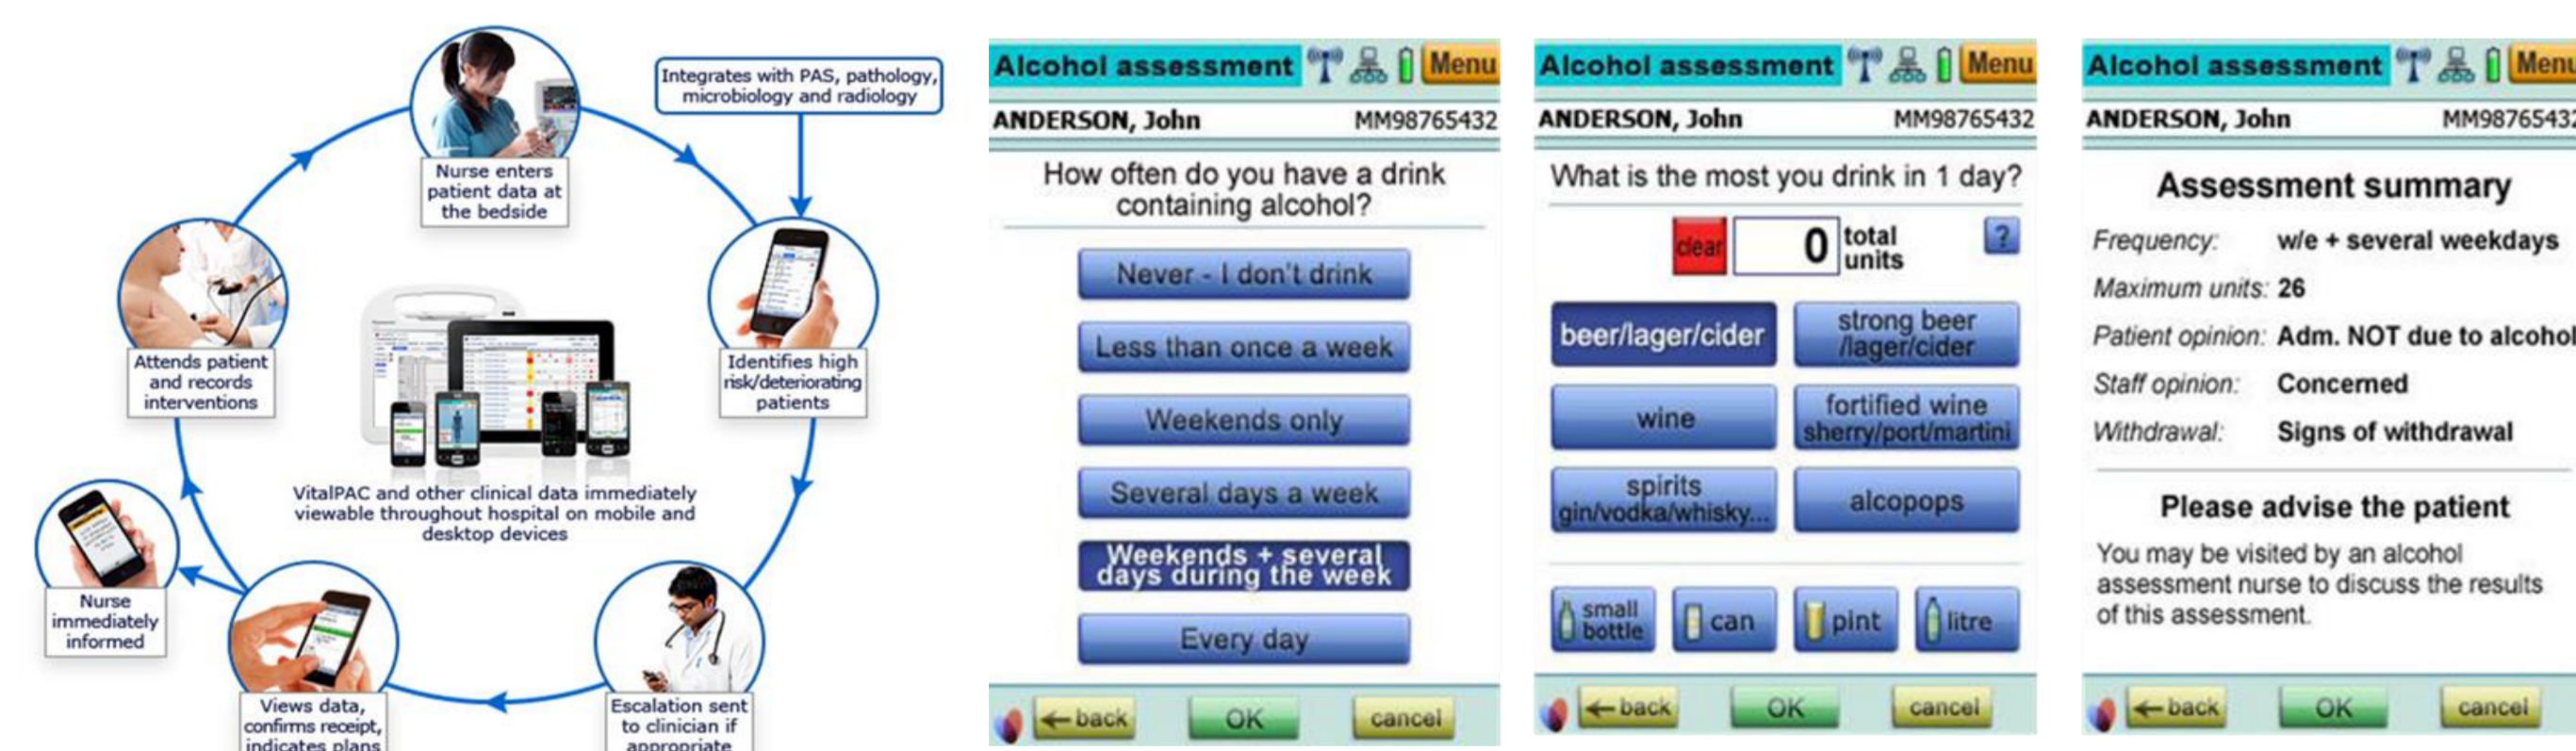 Nurse enters
patient data at
the bedside
Integrates with PAS, pathology,
microbiology and radiology
Identifies high
risk/deteriorating
patients
Escalation sent
to clinician if
appropriate
Views data,
confirms receipt,
indicates plans
Nurse
immediately
informed
Attends patient
and records
interventions
VitalPAC and other clinical data immediately
viewable throughout hospital on mobile and
desktop devices
Alcohol assessment Menu
ANDERSON, John MM98765432
How often do you have a drink
containing alcohol?
Never - I don't drink
Less than once a week
Weekends only
Several days a week
Weekends + several
days during the week
Every day
back OK cancel
Alcohol assessment Menu
ANDERSON, John MM98765432
What is the most you drink in 1 day?
clear 0 total
units ?
beer/lager/cider
strong beer
/lager/cider
wine
fortified wine
sherry/port/martini
spirits
gin/vodka/whisky...
alcopops
small
bottle
can
pint
litre
back OK cancel
Alcohol assessment Menu
ANDERSON, John MM98765432
Assessment summary
Frequency: w/e + several weekdays
Maximum units: 26
Patient opinion: Adm. NOT due to alcohol
Staff opinion: Concerned
Withdrawal: Signs of withdrawal
Please advise the patient
You may be visited by an alcohol
assessment nurse to discuss the results
of this assessment.
back OK cancel